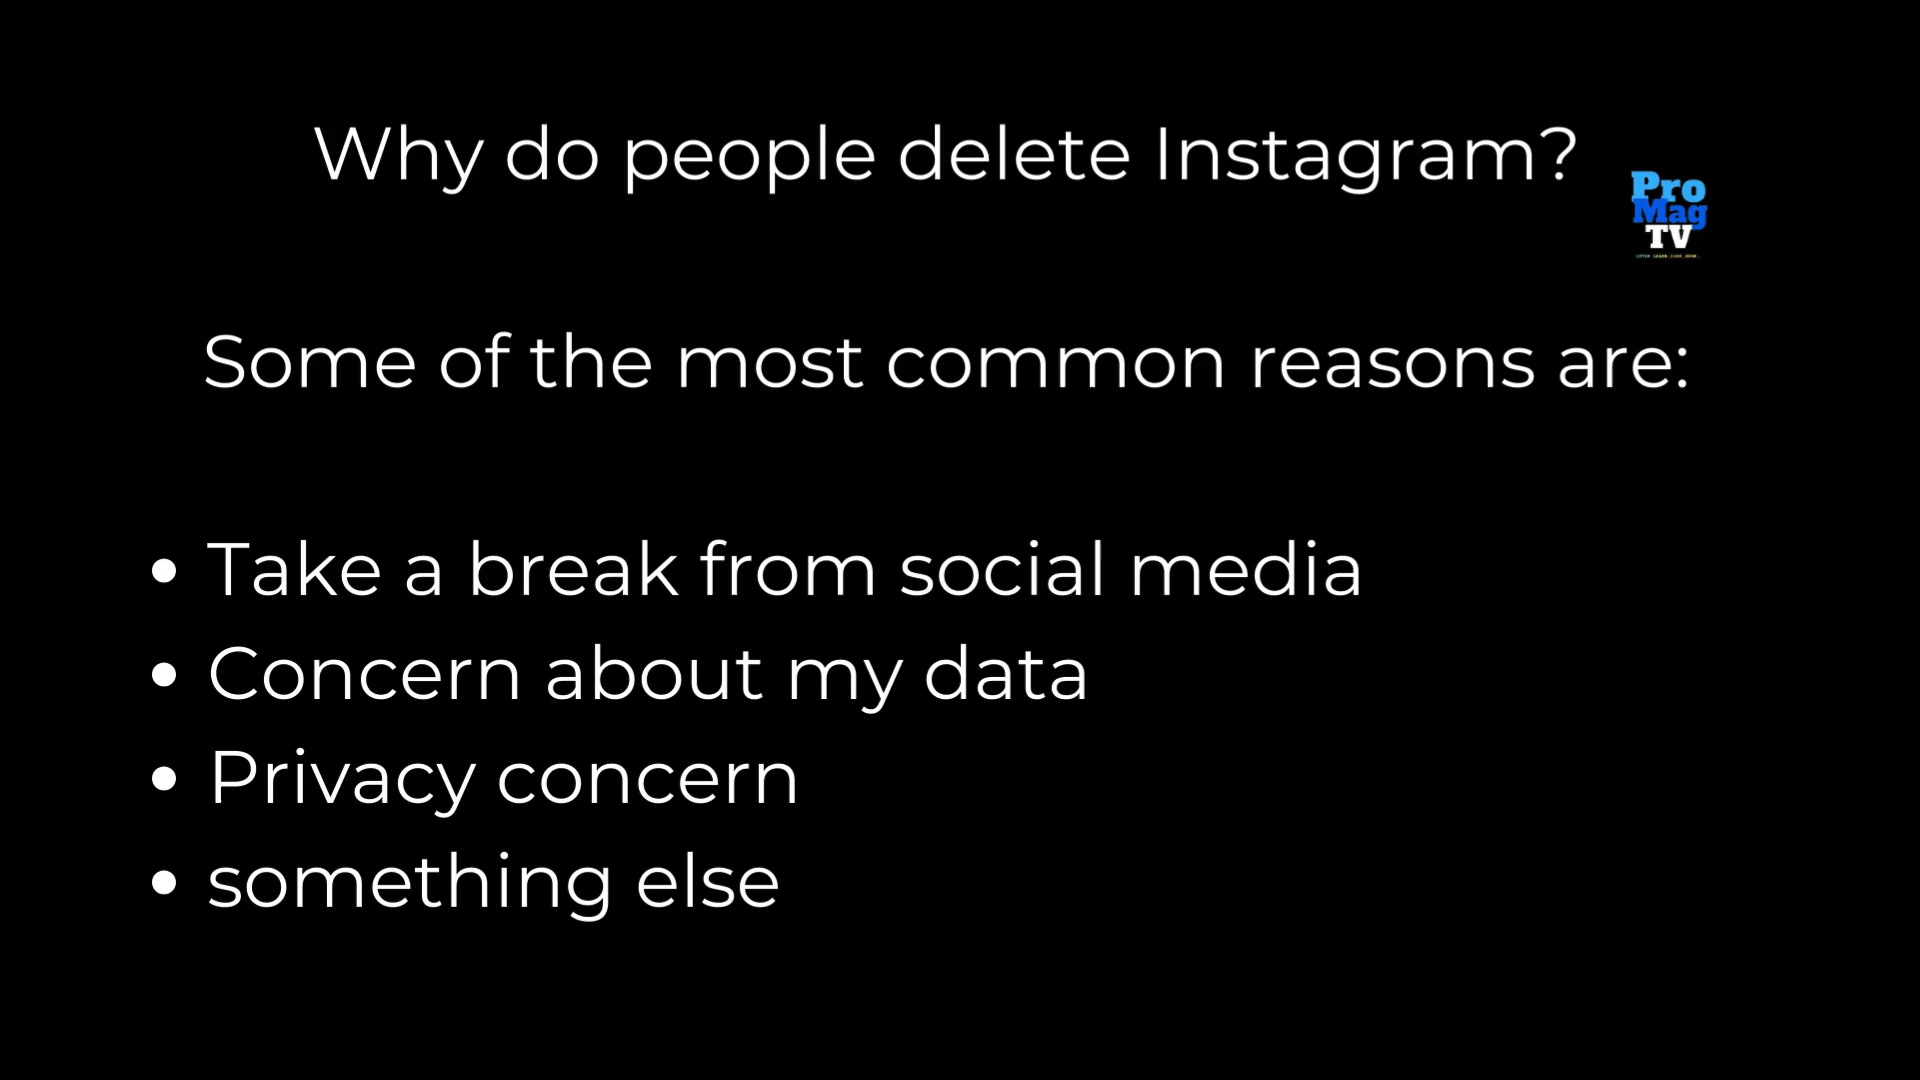 Why do people delete Instagram?
Pro
Mag
TV
Some of the most common reasons are:
• Take a break from social media
• Concern about my data
• Privacy concern
• something else